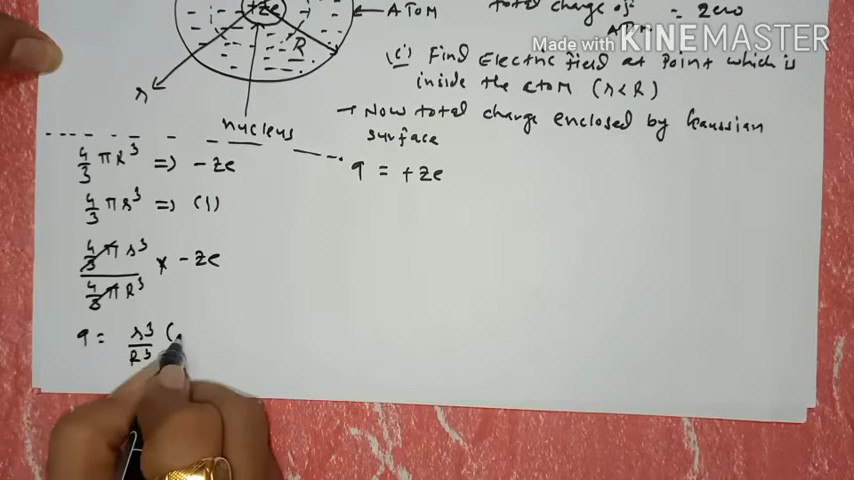 +ze
ATOM
R
r
nucleus
total charge of ATM = zero
Made with KINEMASTER
(i) Find Electric field at Point which is
inside the atom (r<R)
→ Now total charge enclosed by Gaussian
surface
q = +ze
4/3 πR³ => -ze
4/3 πr³ => (1)
4/3 πr³ / 4/3 πR³ × -ze
q = r³/R³ (